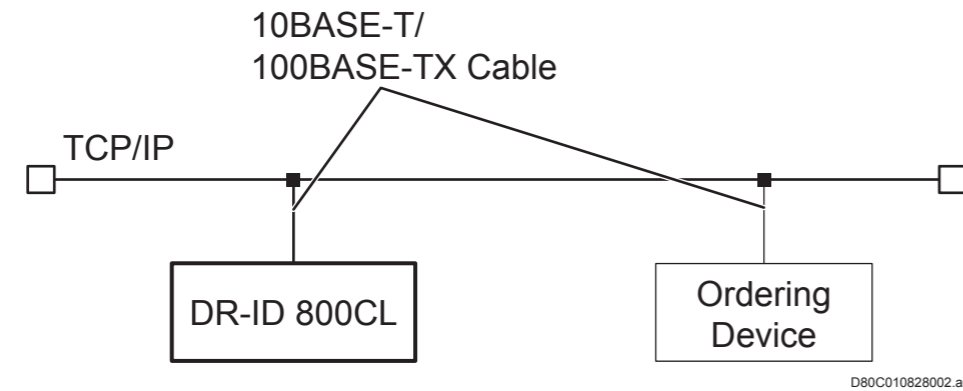 10BASE-T/
100BASE-TX Cable
TCP/IP
DR-ID 800CL
Ordering
Device
D80C010828002.a